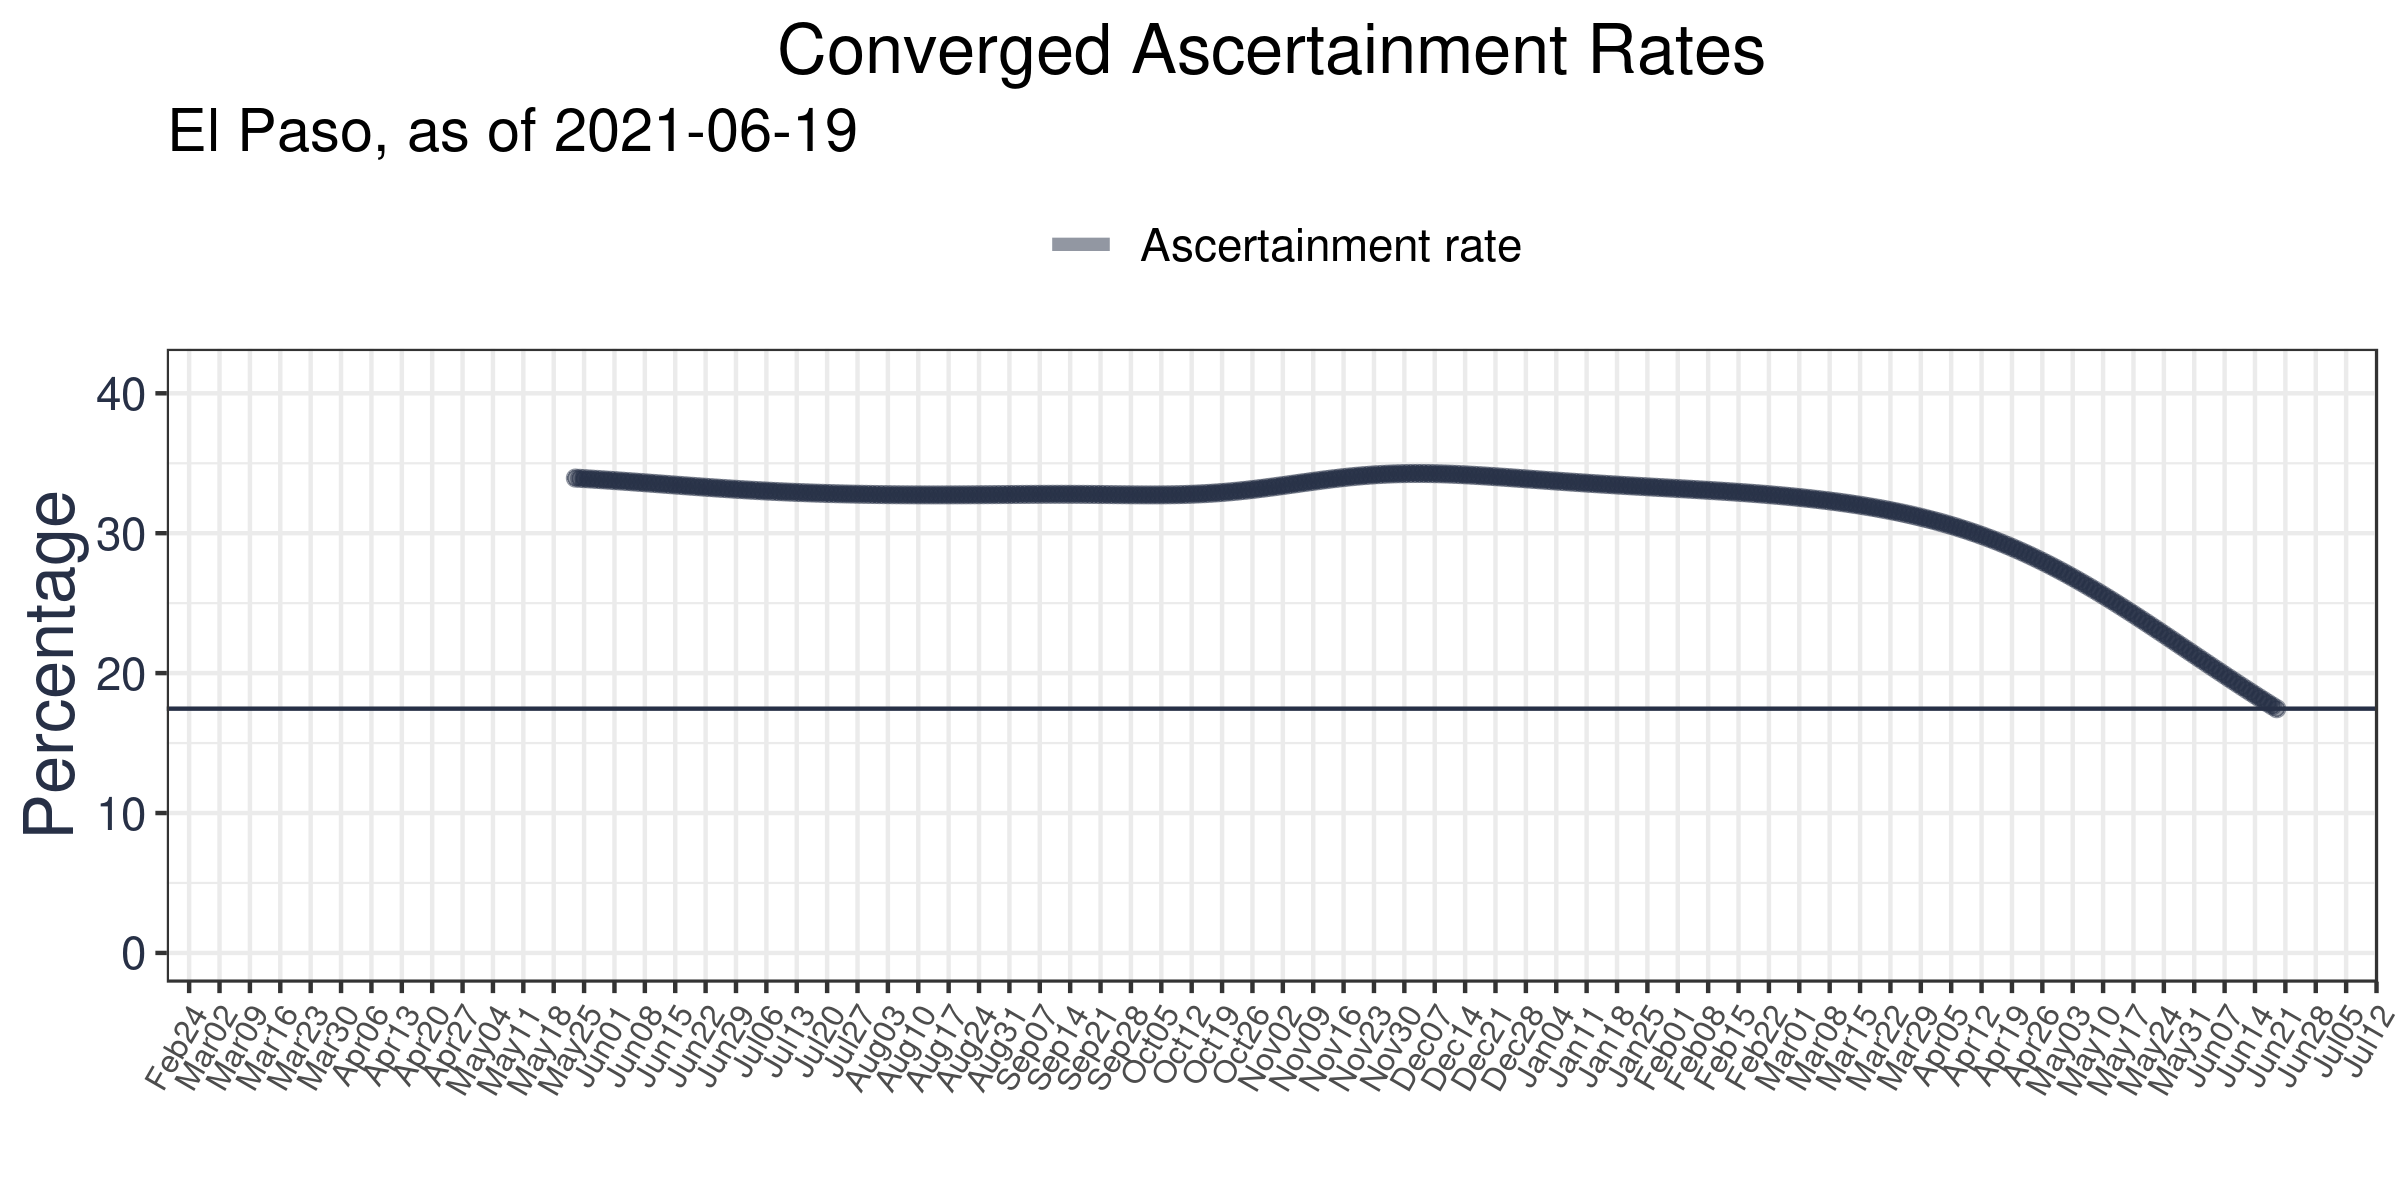 Converged Ascertainment Rates
El Paso, as of 2021-06-19
Ascertainment rate
Percentage
40
30
20
10
0
Feb24
Mar02
Mar09
Mar16
Mar23
Mar30
Apr06
Apr13
Apr20
Apr27
May04
May11
May18
May25
Jun01
Jun08
Jun15
Jun22
Jun29
Jul06
Jul13
Jul20
Jul27
Aug03
Aug10
Aug17
Aug24
Aug31
Sep07
Sep14
Sep21
Sep28
Oct05
Oct12
Oct19
Oct26
Nov02
Nov09
Nov16
Nov23
Nov30
Dec07
Dec14
Dec21
Dec28
Jan04
Jan11
Jan18
Jan25
Feb01
Feb08
Feb15
Feb22
Mar01
Mar08
Mar15
Mar22
Mar29
Apr05
Apr12
Apr19
Apr26
May03
May10
May17
May24
May31
Jun07
Jun14
Jun21
Jun28
Jul05
Jul12